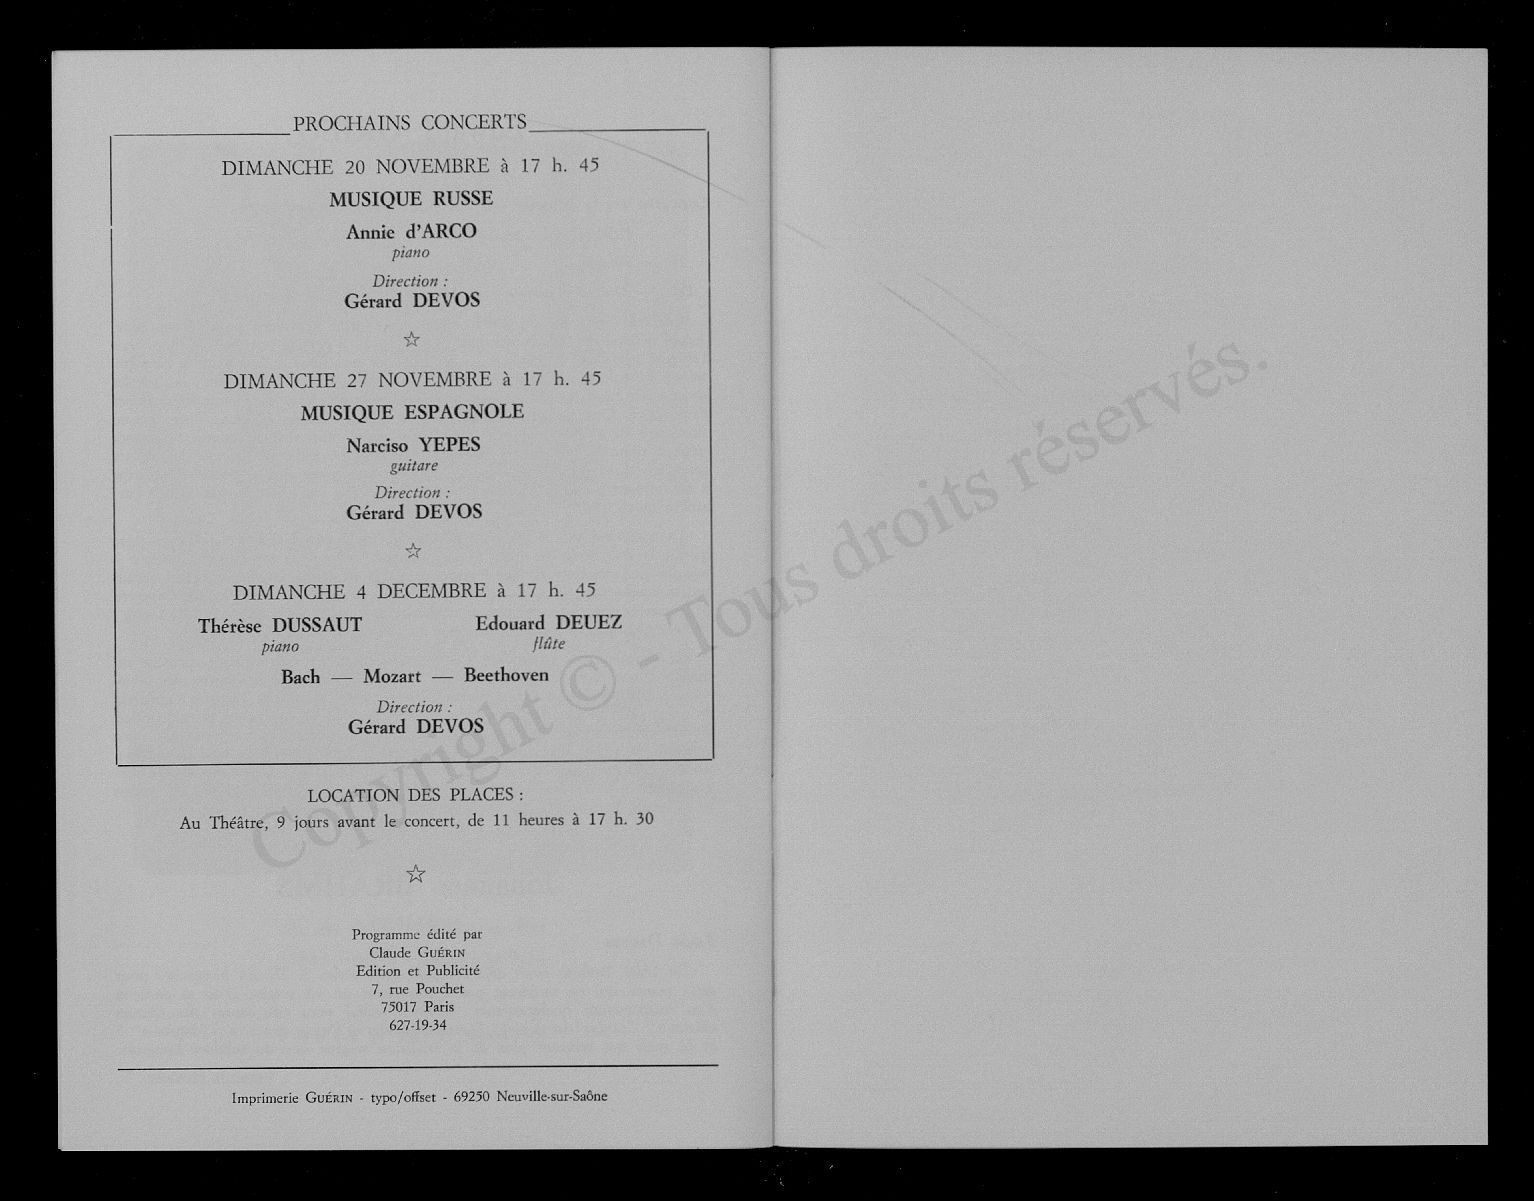 PROCHAINS CONCERTS
DIMANCHE 20 NOVEMBRE à 17 h. 45
MUSIQUE RUSSE
Annie d'ARCO
piano
Direction :
Gérard DEVOS
☆
DIMANCHE 27 NOVEMBRE à 17 h. 45
MUSIQUE ESPAGNOLE
Narciso YEPES
guitare
Direction :
Gérard DEVOS
☆
DIMANCHE 4 DECEMBRE à 17 h. 45
Thérèse DUSSAUT Edouard DEUEZ
piano flûte
Bach — Mozart — Beethoven
Direction :
Gérard DEVOS
LOCATION DES PLACES :
Au Théâtre, 9 jours avant le concert, de 11 heures à 17 h. 30
☆
Programme édité par
Claude GUÉRIN
Edition et Publicité
7, rue Pouchet
75017 Paris
627-19-34
Imprimerie GUÉRIN - typo/offset - 69250 Neuville-sur-Saône
Copyright © - Tous droits réservés.